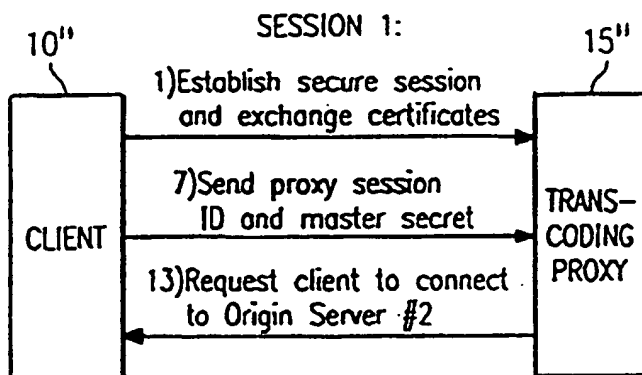 SESSION 1:
10"
15"
1)Establish secure session
and exchange certificates
7)Send proxy session
ID and master secret
CLIENT
TRANS-
CODING
PROXY
13)Request client to connect
to Origin Server #2